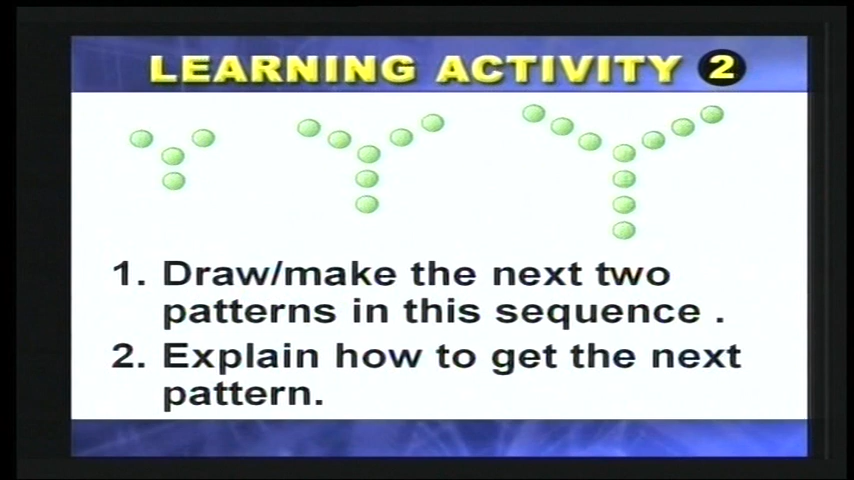 LEARNING ACTIVITY 2
1. Draw/make the next two
patterns in this sequence .
2. Explain how to get the next
pattern.